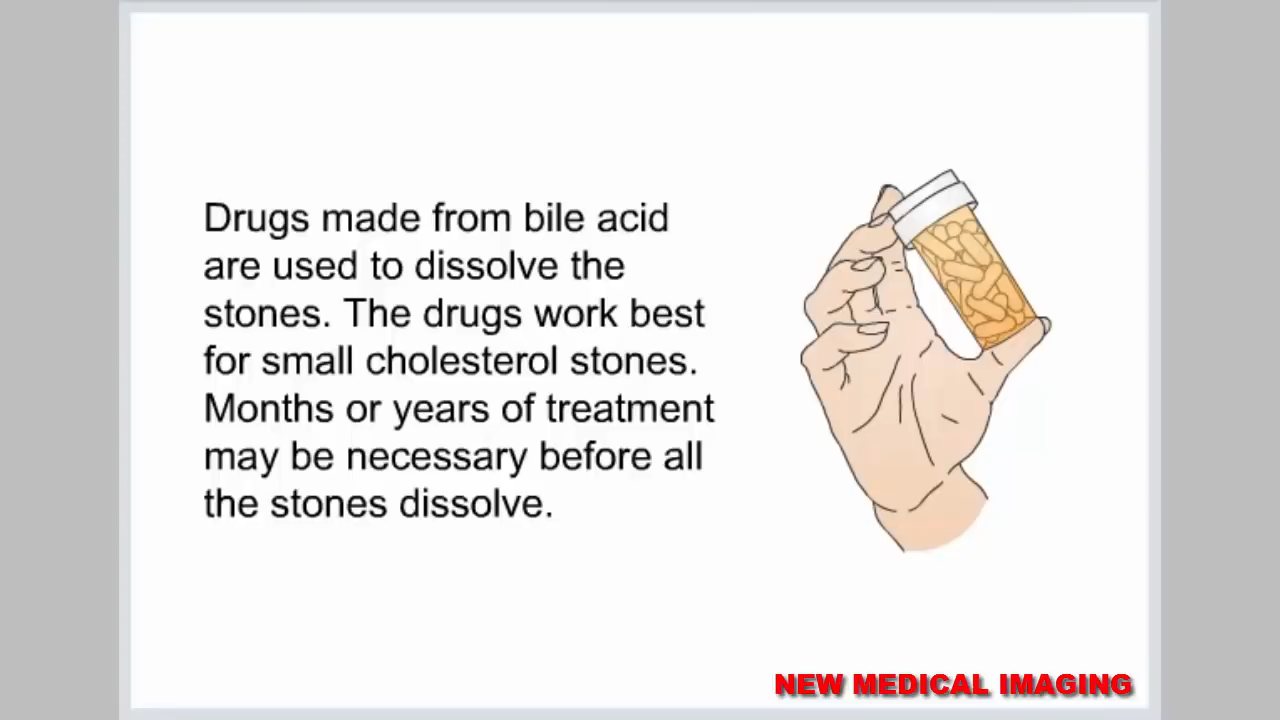 Drugs made from bile acid
are used to dissolve the
stones. The drugs work best
for small cholesterol stones.
Months or years of treatment
may be necessary before all
the stones dissolve.
NEW MEDICAL IMAGING